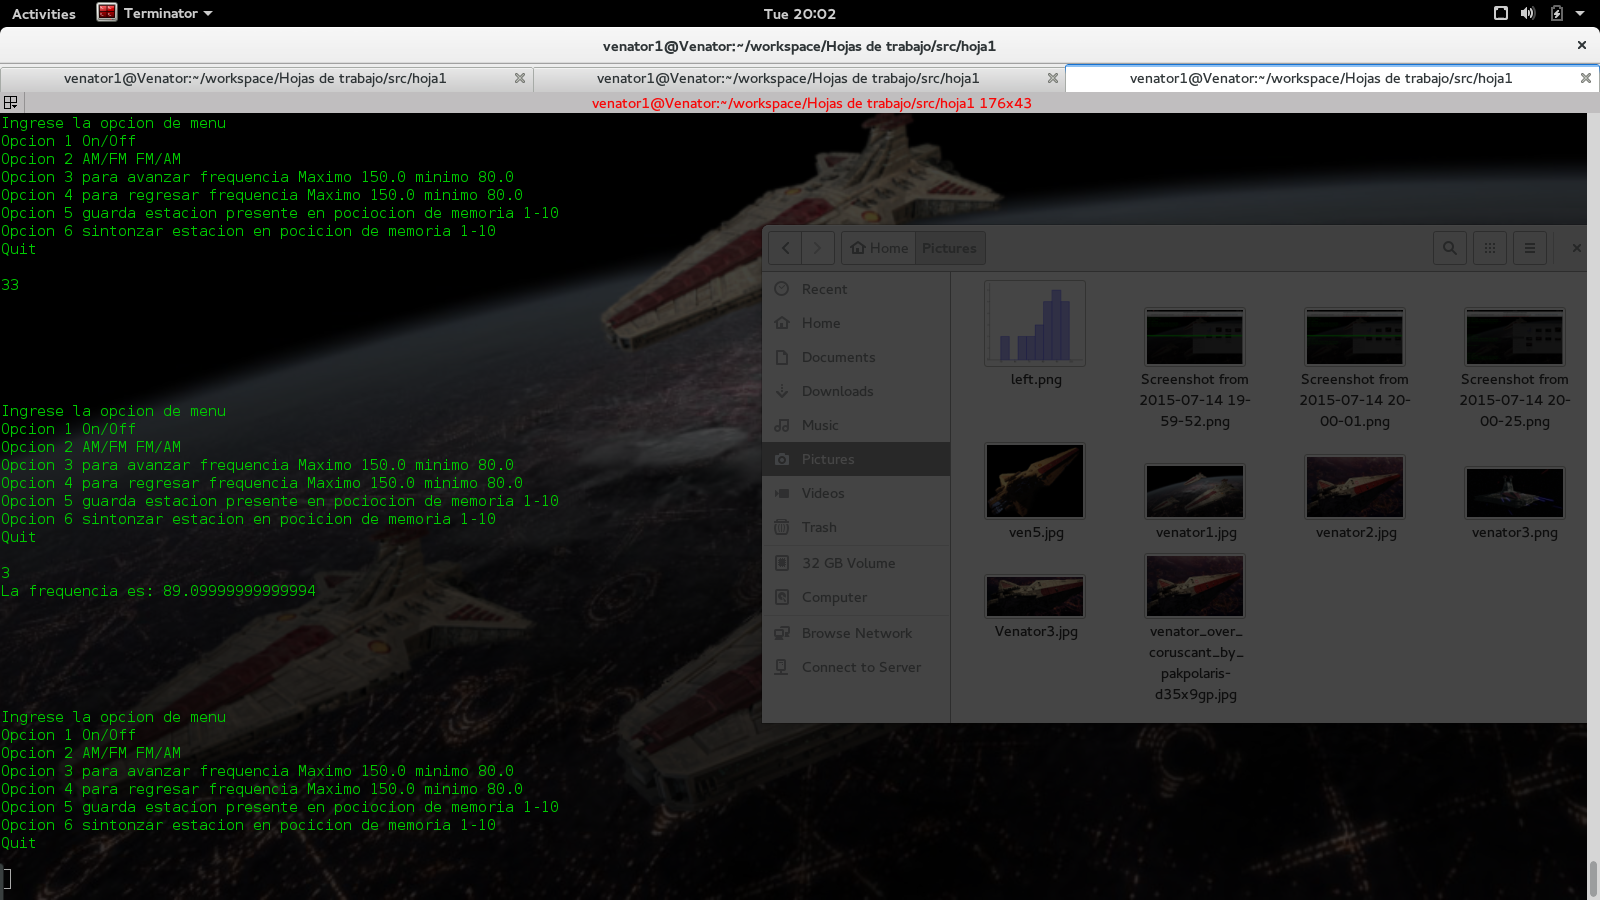 Activities
Terminator
Tue 20:02
venator1@Venator:~/workspace/Hojas de trabajo/src/hoja1
venator1@Venator:~/workspace/Hojas de trabajo/src/hoja1
venator1@Venator:~/workspace/Hojas de trabajo/src/hoja1
venator1@Venator:~/workspace/Hojas de trabajo/src/hoja1
venator1@Venator:~/workspace/Hojas de trabajo/src/hoja1 176x43
Ingrese la opcion de menu
Opcion 1 On/Off
Opcion 2 AM/FM FM/AM
Opcion 3 para avanzar frequencia Maximo 150.0 minimo 80.0
Opcion 4 para regresar frequencia Maximo 150.0 minimo 80.0
Opcion 5 guarda estacion presente en pociocion de memoria 1-10
Opcion 6 sintonzar estacion en pocicion de memoria 1-10
Quit
33
Ingrese la opcion de menu
Opcion 1 On/Off
Opcion 2 AM/FM FM/AM
Opcion 3 para avanzar frequencia Maximo 150.0 minimo 80.0
Opcion 4 para regresar frequencia Maximo 150.0 minimo 80.0
Opcion 5 guarda estacion presente en pociocion de memoria 1-10
Opcion 6 sintonzar estacion en pocicion de memoria 1-10
Quit
3
La frequencia es: 89.09999999999994
Ingrese la opcion de menu
Opcion 1 On/Off
Opcion 2 AM/FM FM/AM
Opcion 3 para avanzar frequencia Maximo 150.0 minimo 80.0
Opcion 4 para regresar frequencia Maximo 150.0 minimo 80.0
Opcion 5 guarda estacion presente en pociocion de memoria 1-10
Opcion 6 sintonzar estacion en pocicion de memoria 1-10
Quit
Home
Pictures
Recent
Home
Documents
Downloads
Music
Pictures
Videos
Trash
32 GB Volume
Computer
Browse Network
Connect to Server
left.png
Screenshot from
2015-07-14 19-
59-52.png
Screenshot from
2015-07-14 20-
00-01.png
Screenshot from
2015-07-14 20-
00-25.png
ven5.jpg
venator1.jpg
venator2.jpg
venator3.png
Venator3.jpg
venator_over_
coruscant_by_
pakpolaris-
d35x9gp.jpg